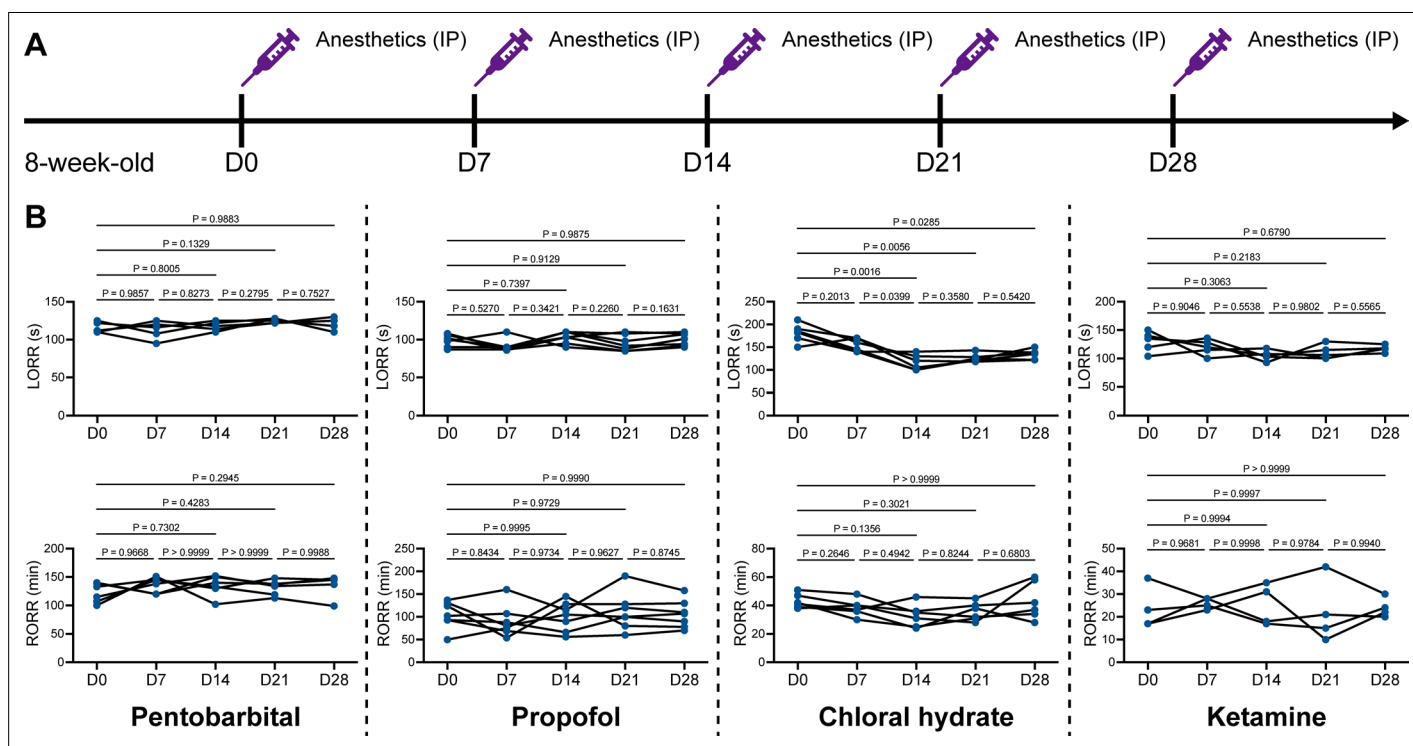 A
Anesthetics (IP) Anesthetics (IP) Anesthetics (IP) Anesthetics (IP) Anesthetics (IP)
8-week-old D0 D7 D14 D21 D28
B
P = 0.9883
P = 0.1329
P = 0.8005
P = 0.9857 P = 0.8273 P = 0.2795 P = 0.7527
LORR (s)
150
100
50
0
D0 D7 D14 D21 D28
P = 0.9875
P = 0.9129
P = 0.7397
P = 0.5270 P = 0.3421 P = 0.2260 P = 0.1631
LORR (s)
150
100
50
0
D0 D7 D14 D21 D28
P = 0.0285
P = 0.0056
P = 0.0016
P = 0.2013 P = 0.0399 P = 0.3580 P = 0.5420
LORR (s)
250
200
150
100
50
0
D0 D7 D14 D21 D28
P = 0.6790
P = 0.2183
P = 0.3063
P = 0.9046 P = 0.5538 P = 0.9802 P = 0.5565
LORR (s)
200
150
100
50
0
D0 D7 D14 D21 D28
P = 0.2945
P = 0.4283
P = 0.7302
P = 0.9668 P > 0.9999 P > 0.9999 P = 0.9988
RORR (min)
200
150
100
50
0
D0 D7 D14 D21 D28
Pentobarbital
P = 0.9990
P = 0.9729
P = 0.9995
P = 0.8434 P = 0.9734 P = 0.9627 P = 0.8745
RORR (min)
250
200
150
100
50
0
D0 D7 D14 D21 D28
Propofol
P > 0.9999
P = 0.3021
P = 0.1356
P = 0.2646 P = 0.4942 P = 0.8244 P = 0.6803
RORR (min)
80
60
40
20
0
D0 D7 D14 D21 D28
Chloral hydrate
P > 0.9999
P = 0.9997
P = 0.9994
P = 0.9681 P = 0.9998 P = 0.9784 P = 0.9940
RORR (min)
50
40
30
20
10
0
D0 D7 D14 D21 D28
Ketamine